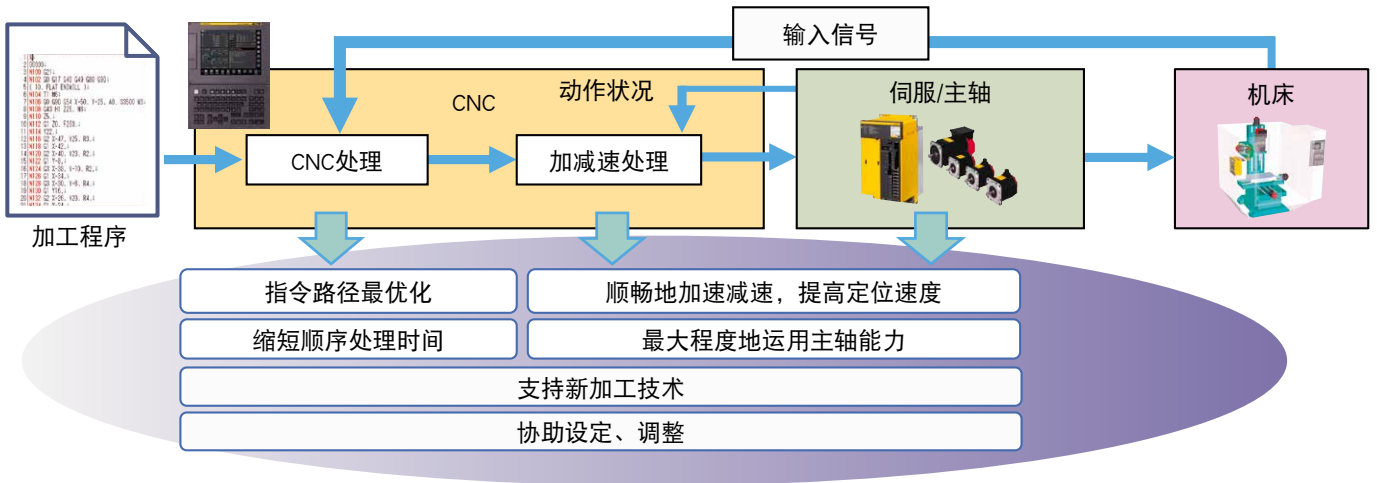 输入信号
CNC
动作状况
伺服/主轴
机床
CNC处理
加减速处理
加工程序
指令路径最优化
顺畅地加速减速，提高定位速度
缩短顺序处理时间
最大程度地运用主轴能力
支持新加工技术
协助设定、调整